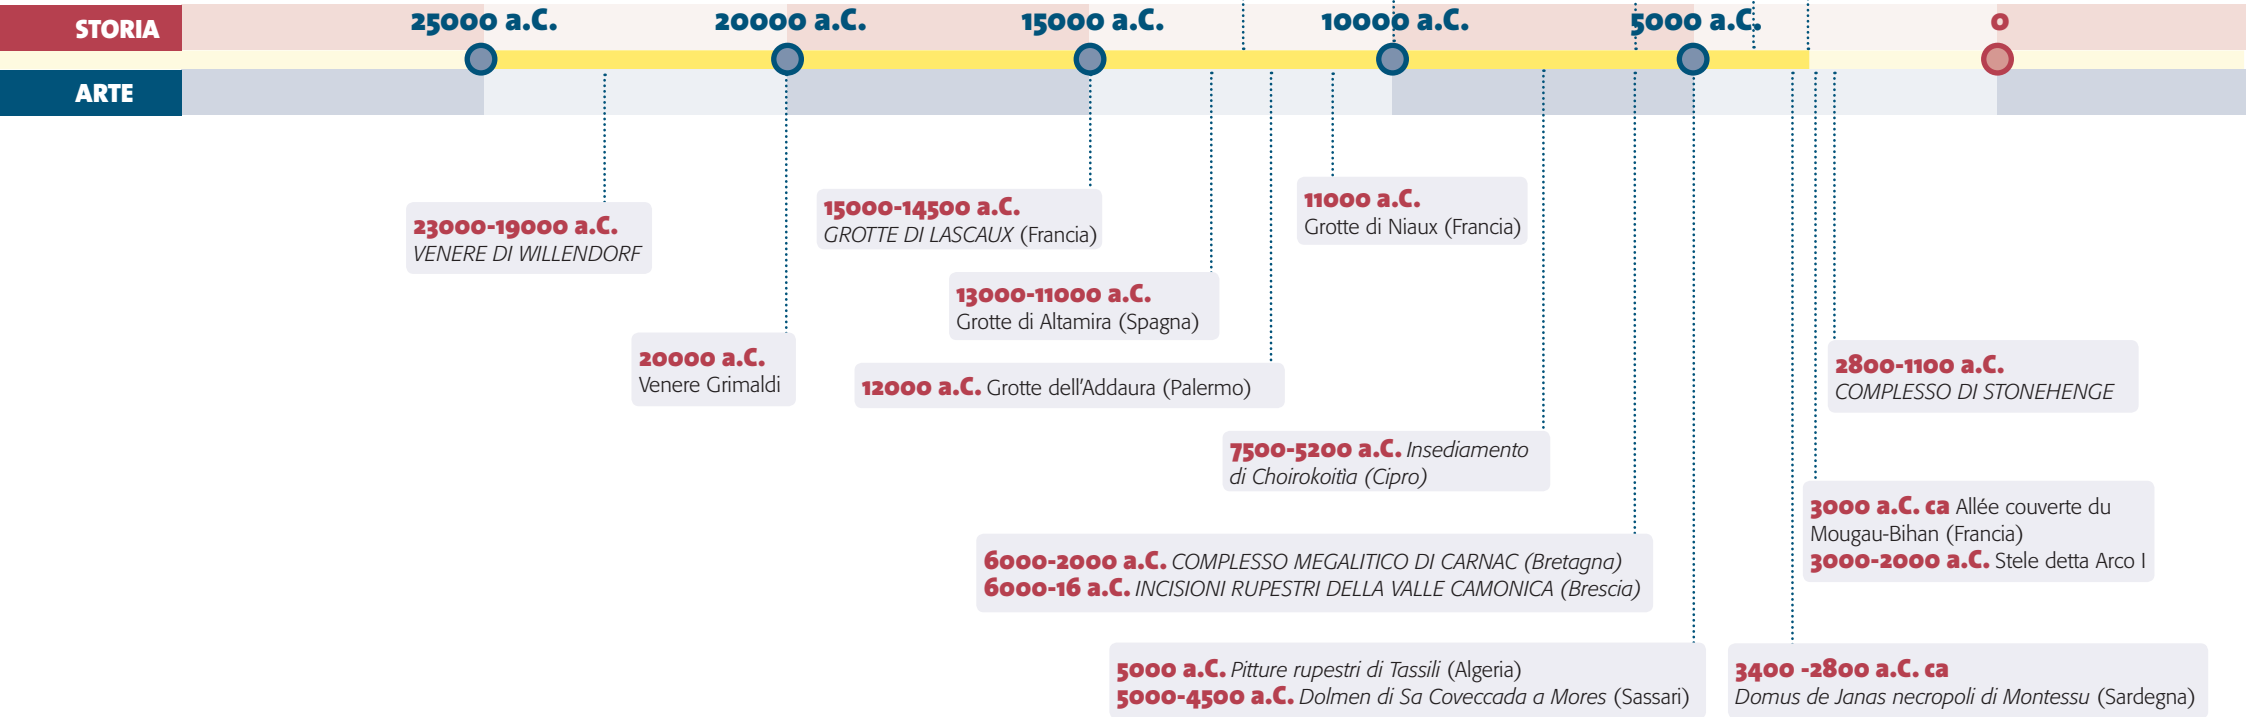 STORIA
25000 a.C. 20000 a.C. 15000 a.C. 10000 a.C. 5000 a.C. 0
ARTE
23000-19000 a.C.
VENERE DI WILLENDORF
20000 a.C.
Venere Grimaldi
15000-14500 a.C.
GROTTE DI LASCAUX (Francia)
13000-11000 a.C.
Grotte di Altamira (Spagna)
12000 a.C. Grotte dell'Addaura (Palermo)
11000 a.C.
Grotte di Niaux (Francia)
7500-5200 a.C. Insediamento
di Choirokoitìa (Cipro)
6000-2000 a.C. COMPLESSO MEGALITICO DI CARNAC (Bretagna)
6000-16 a.C. INCISIONI RUPESTRI DELLA VALLE CAMONICA (Brescia)
5000 a.C. Pitture rupestri di Tassili (Algeria)
5000-4500 a.C. Dolmen di Sa Coveccada a Mores (Sassari)
3400 -2800 a.C. ca
Domus de Janas necropoli di Montessu (Sardegna)
3000 a.C. ca Allée couverte du
Mougau-Bihan (Francia)
3000-2000 a.C. Stele detta Arco I
2800-1100 a.C.
COMPLESSO DI STONEHENGE